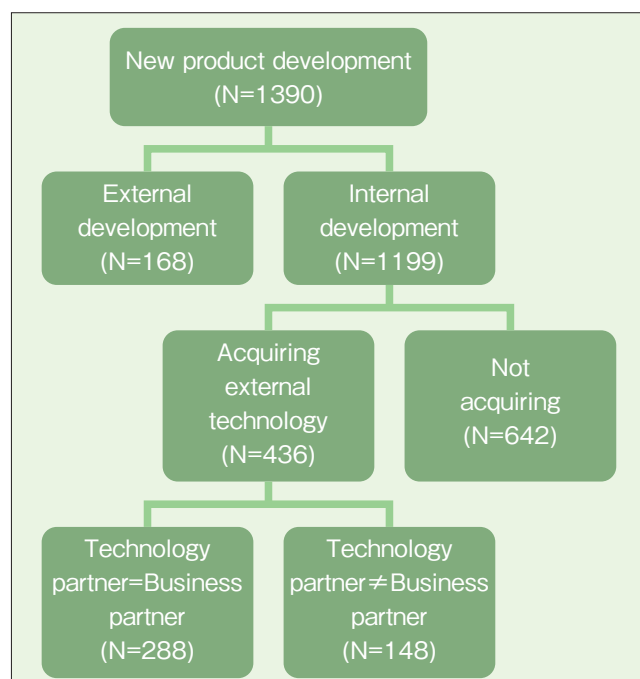 New product development
(N=1390)
External
development
(N=168)
Internal
development
(N=1199)
Acquiring
external
technology
(N=436)
Not
acquiring
(N=642)
Technology
partner=Business
partner
(N=288)
Technology
partner≠Business
partner
(N=148)